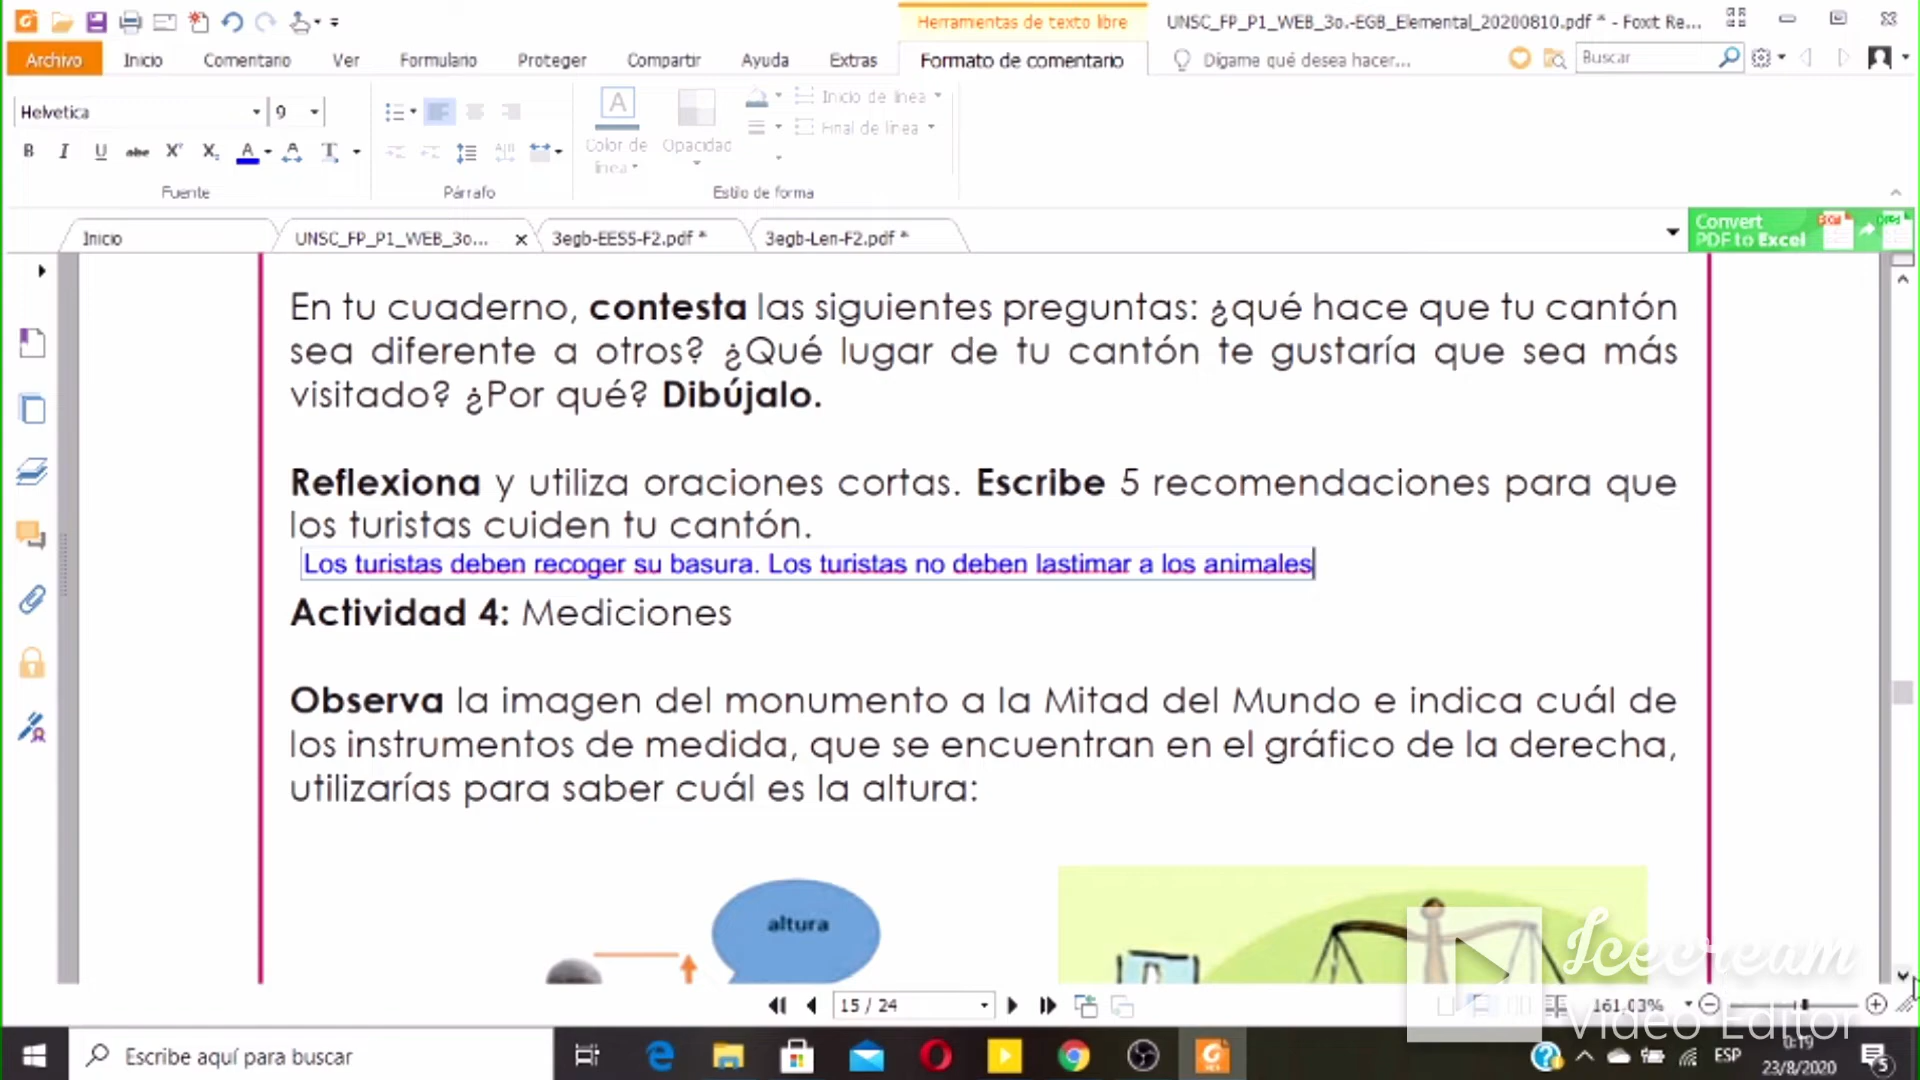 Herramientas de texto libre
UNSC_FP_P1_WEB_3o.-EGB_Elemental_20200810.pdf * - Foxit Re...
Archivo Inicio Comentario Ver Formulario Proteger Compartir Ayuda Extras Formato de comentario Dígame qué desea hacer... Buscar
Helvetica 9 Inicio de línea
Final de línea
Color de línea Opacidad
Fuente Párrafo Estilo de forma
Inicio UNSC_FP_P1_WEB_3o... 3egb-EESS-F2.pdf * 3egb-Len-F2.pdf *
Convert
PDF to Excel
En tu cuaderno, contesta las siguientes preguntas: ¿qué hace que tu cantón
sea diferente a otros? ¿Qué lugar de tu cantón te gustaría que sea más
visitado? ¿Por qué? Dibújalo.
Reflexiona y utiliza oraciones cortas. Escribe 5 recomendaciones para que
los turistas cuiden tu cantón.
Los turistas deben recoger su basura. Los turistas no deben lastimar a los animales
Actividad 4: Mediciones
Observa la imagen del monumento a la Mitad del Mundo e indica cuál de
los instrumentos de medida, que se encuentran en el gráfico de la derecha,
utilizarías para saber cuál es la altura:
altura
Icecream
Video Editor
15 / 24
161.03%
Escribe aquí para buscar
ESP
0:19
23/8/2020
5